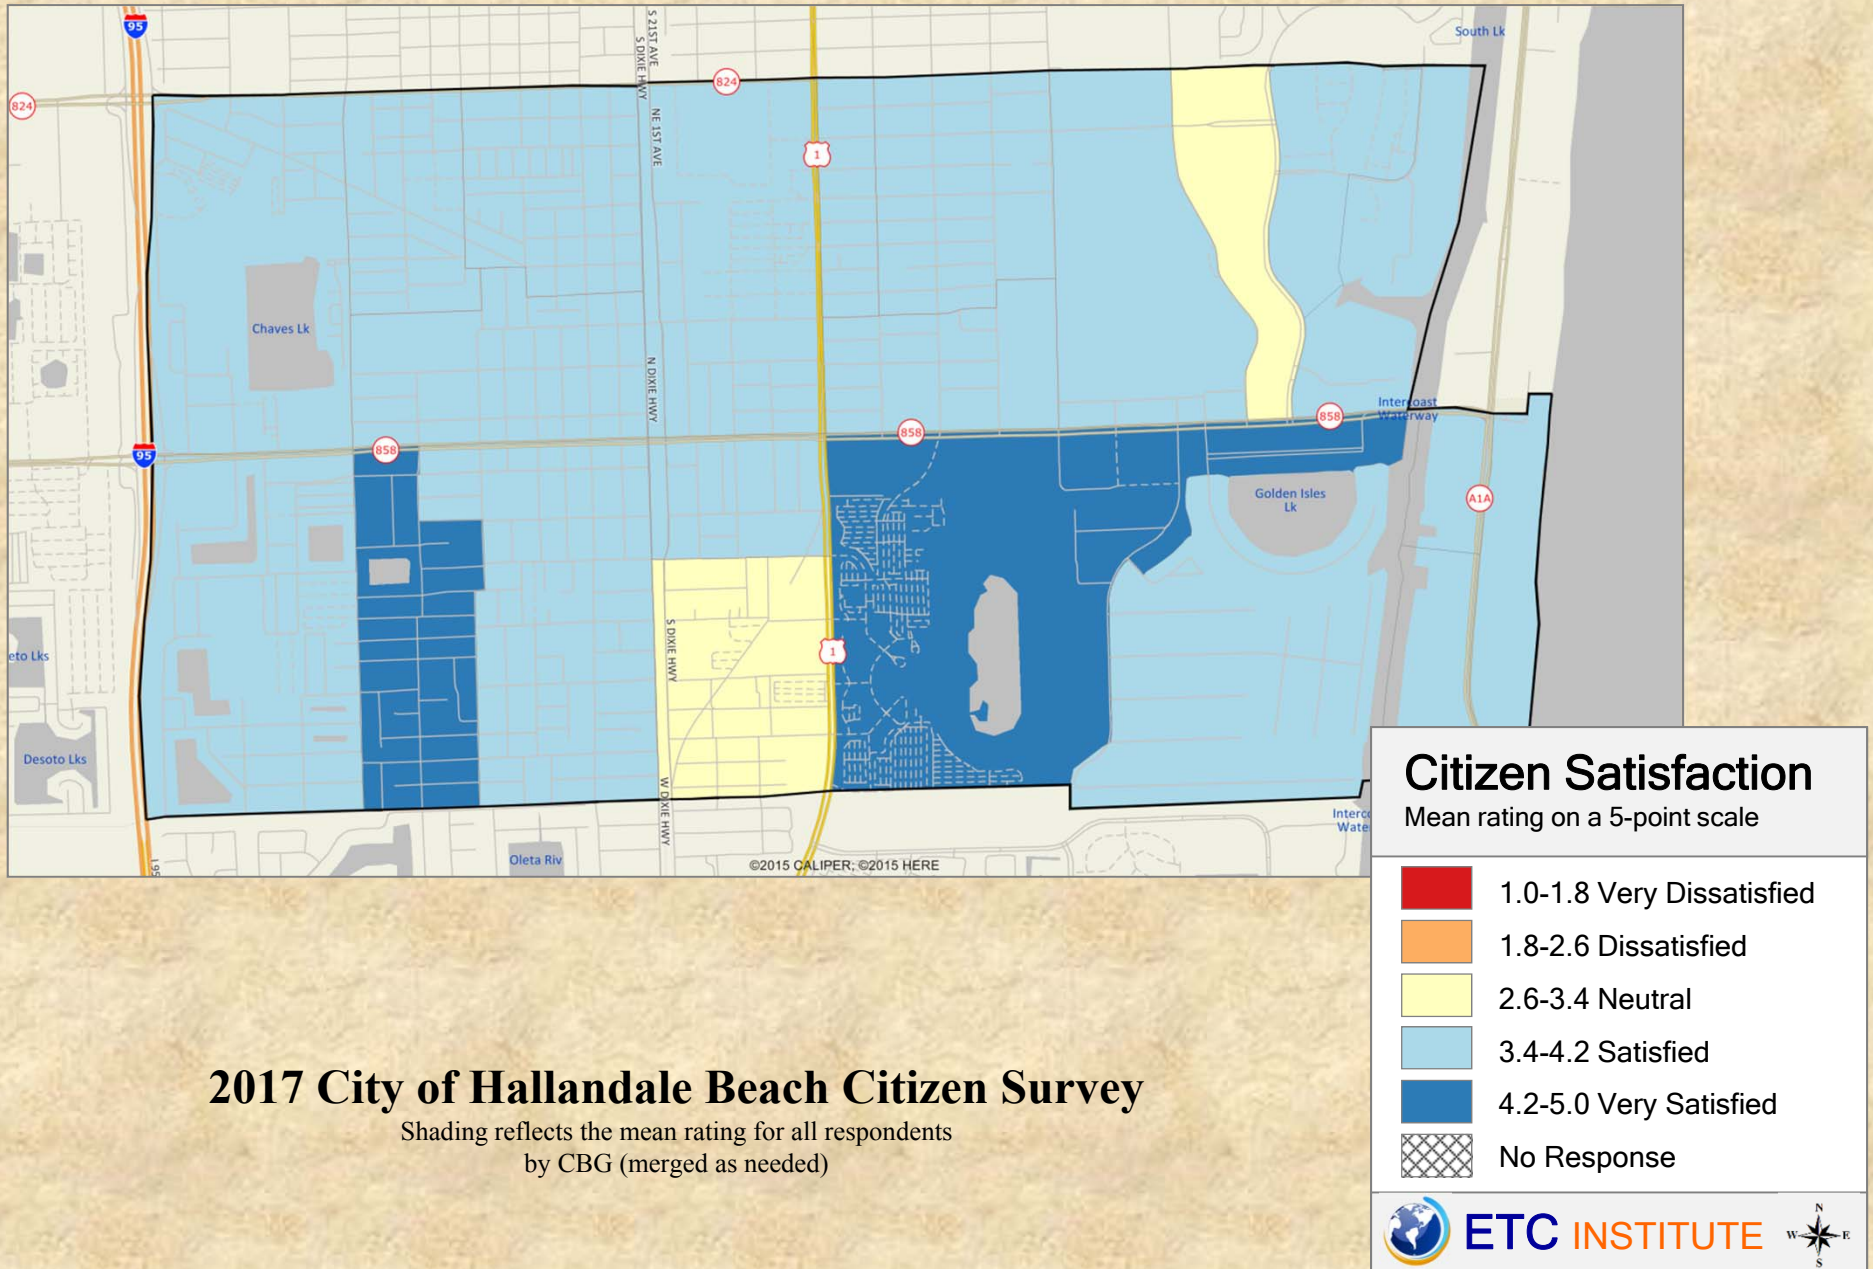 95
South Lk
S 21ST AVE
S DIXIE HWY
824
824
NE 1ST AVE
1
Chaves Lk
N DIXIE HWY
Intercoast
Waterway
858
858
858
95
Golden Isles
Lk
A1A
S DIXIE HWY
1
eto Lks
Desoto Lks
W DIXIE HWY
Oleta Riv
I 95
©2015 CALIPER; ©2015 HERE
Interco
Wate
Citizen Satisfaction
Mean rating on a 5-point scale
1.0-1.8 Very Dissatisfied
1.8-2.6 Dissatisfied
2.6-3.4 Neutral
3.4-4.2 Satisfied
4.2-5.0 Very Satisfied
No Response
2017 City of Hallandale Beach Citizen Survey
Shading reflects the mean rating for all respondents
by CBG (merged as needed)
ETC INSTITUTE
N
W E
S